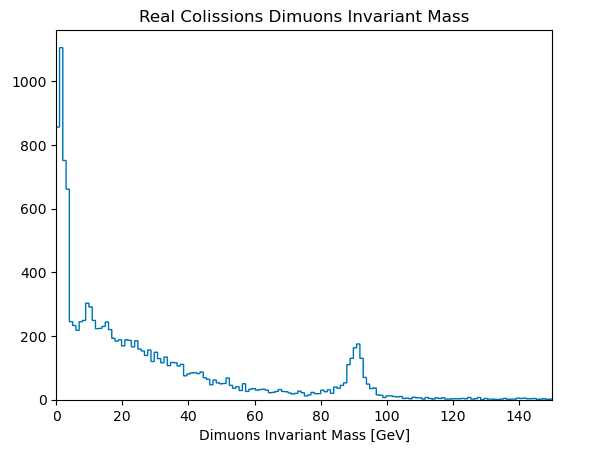 Real Colissions Dimuons Invariant Mass
1000
800
600
400
200
0
0 20 40 60 80 100 120 140
Dimuons Invariant Mass [GeV]